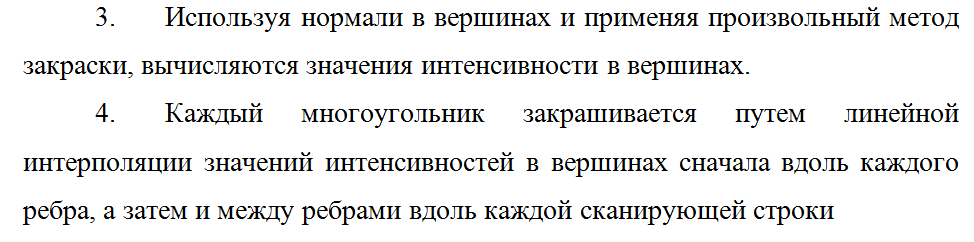 3. Используя нормали в вершинах и применяя произвольный метод
закраски, вычисляются значения интенсивности в вершинах.
4. Каждый многоугольник закрашивается путем линейной
интерполяции значений интенсивностей в вершинах сначала вдоль каждого
ребра, а затем и между ребрами вдоль каждой сканирующей строки